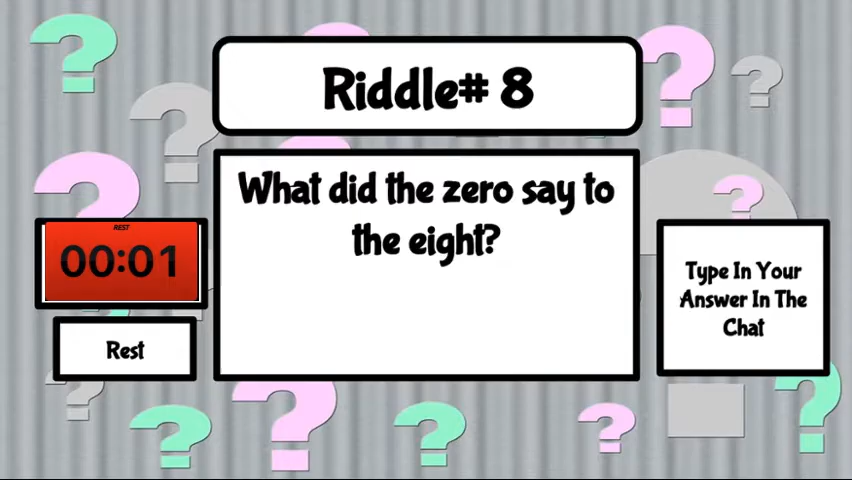 Riddle# 8
What did the zero say to
the eight?
REST
00:01
Rest
Type In Your
Answer In The
Chat